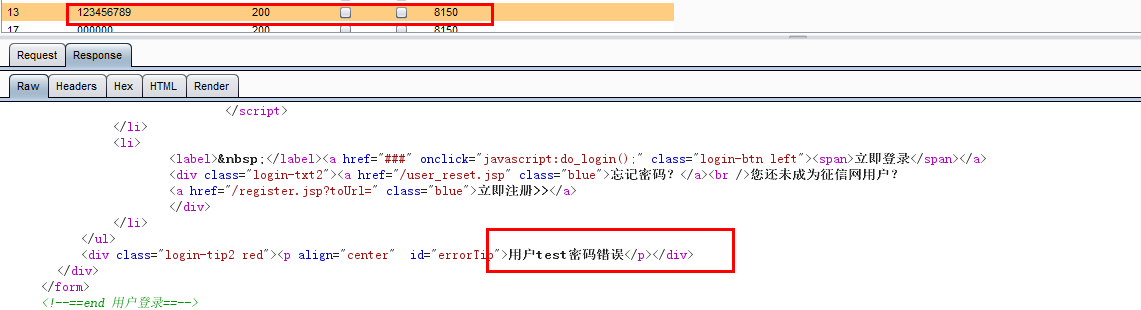 13 123456789 200 8150
17 000000 200 8150
Request Response
Raw Headers Hex HTML Render
</script>
</li>
<li>
<label>&nbsp;</label><a href="###" onclick="javascript:do_login();" class="login-btn left"><span>立即登录</span></a>
<div class="login-txt2"><a href="/user_reset.jsp" class="blue">忘记密码？</a><br />您还未成为征信网用户？
<a href="/register.jsp?toUrl=" class="blue">立即注册>></a>
</div>
</li>
</ul>
<div class="login-tip2 red"><p align="center"  id="errorTip">用户test密码错误</p></div>
</div>
</form>
<!--==end 用户登录==-->